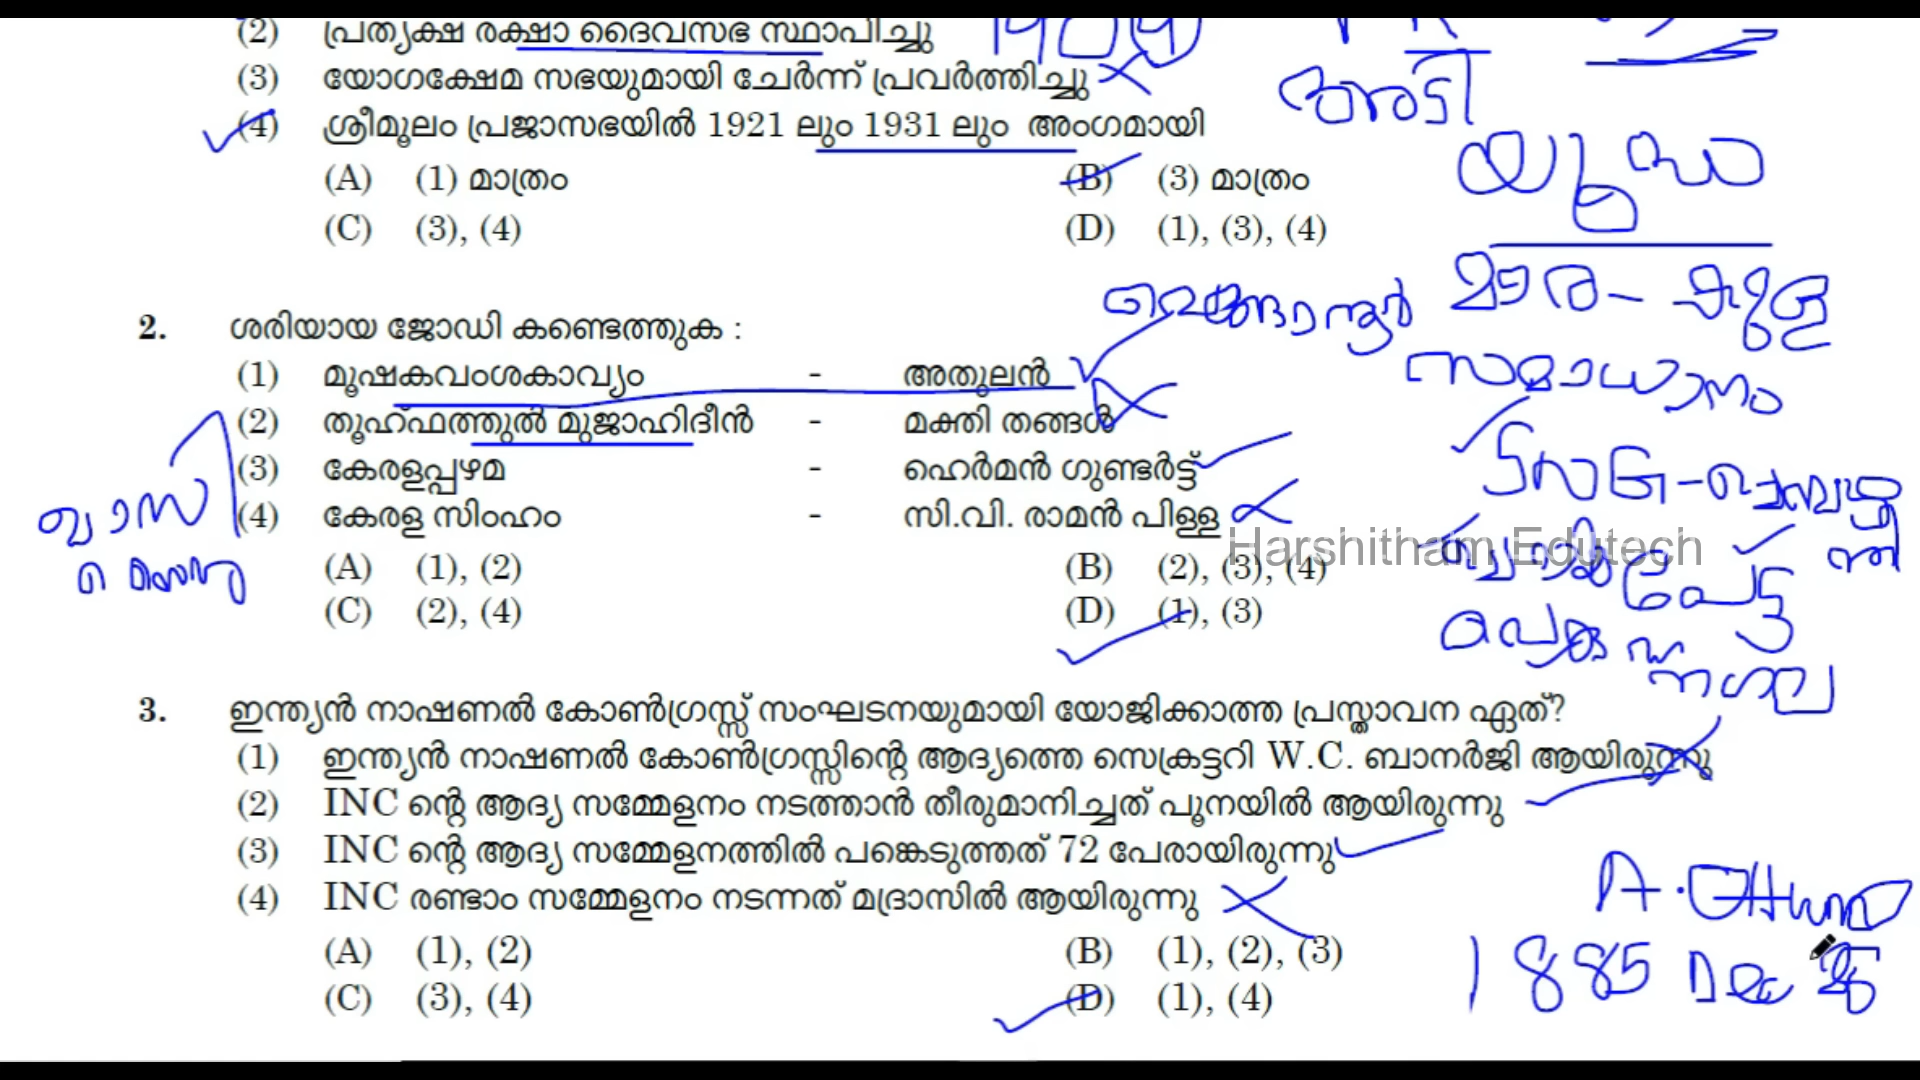 (2) പ്രത്യക്ഷ രക്ഷാ ദൈവസഭ സ്ഥാപിച്ചു
(3) യോഗക്ഷേമ സഭയുമായി ചേർന്ന് പ്രവർത്തിച്ചു
(4) ശ്രീമൂലം പ്രജാസഭയിൽ 1921 ലും 1931 ലും അംഗമായി
(A) (1) മാത്രം (B) (3) മാത്രം
(C) (3), (4) (D) (1), (3), (4)
2. ശരിയായ ജോഡി കണ്ടെത്തുക :
(1) മൂഷകവംശകാവ്യം - അതുലൻ
(2) തൂഹ്ഫത്തുൽ മുജാഹിദീൻ - മക്തി തങ്ങൾ
(3) കേരളപ്പഴമ - ഹെർമൻ ഗുണ്ടർട്ട്
(4) കേരള സിംഹം - സി.വി. രാമൻ പിള്ള
(A) (1), (2) (B) (2), (3), (4)
(C) (2), (4) (D) (1), (3)
3. ഇന്ത്യൻ നാഷണൽ കോൺഗ്രസ്സ് സംഘടനയുമായി യോജിക്കാത്ത പ്രസ്താവന ഏത്?
(1) ഇന്ത്യൻ നാഷണൽ കോൺഗ്രസ്സിന്റെ ആദ്യത്തെ സെക്രട്ടറി W.C. ബാനർജി ആയിരുന്നു
(2) INC ന്റെ ആദ്യ സമ്മേളനം നടത്താൻ തീരുമാനിച്ചത് പൂനയിൽ ആയിരുന്നു
(3) INC ന്റെ ആദ്യ സമ്മേളനത്തിൽ പങ്കെടുത്തത് 72 പേരായിരുന്നു
(4) INC രണ്ടാം സമ്മേളനം നടന്നത് മദ്രാസിൽ ആയിരുന്നു
(A) (1), (2) (B) (1), (2), (3)
(C) (3), (4) (D) (1), (4)
അടി
സമാധാനം
Harshitham Edutech
1885 Dec